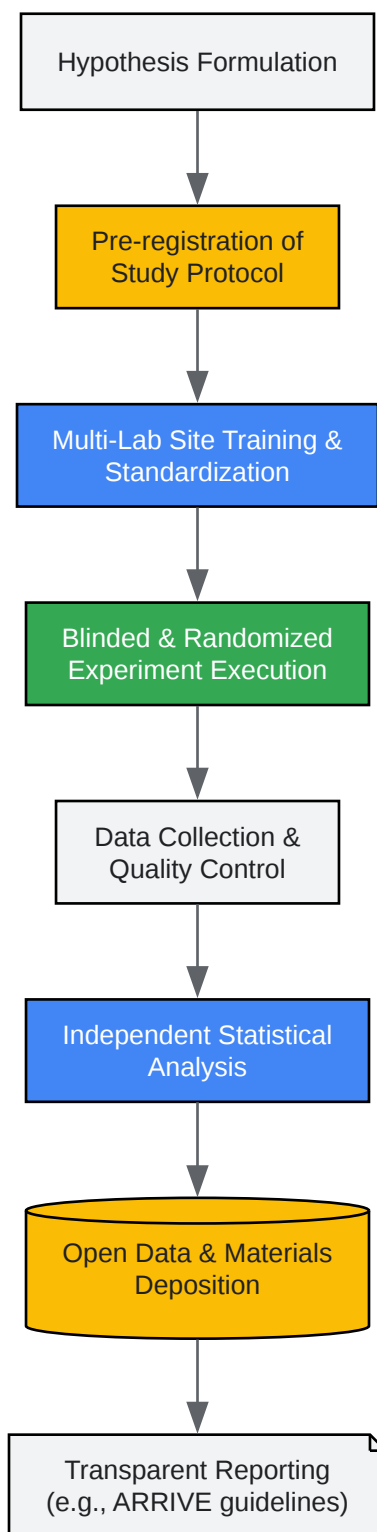 Hypothesis Formulation
Pre-registration of
Study Protocol
Multi-Lab Site Training &
Standardization
Blinded & Randomized
Experiment Execution
Data Collection &
Quality Control
Independent Statistical
Analysis
Open Data & Materials
Deposition
Transparent Reporting
(e.g., ARRIVE guidelines)